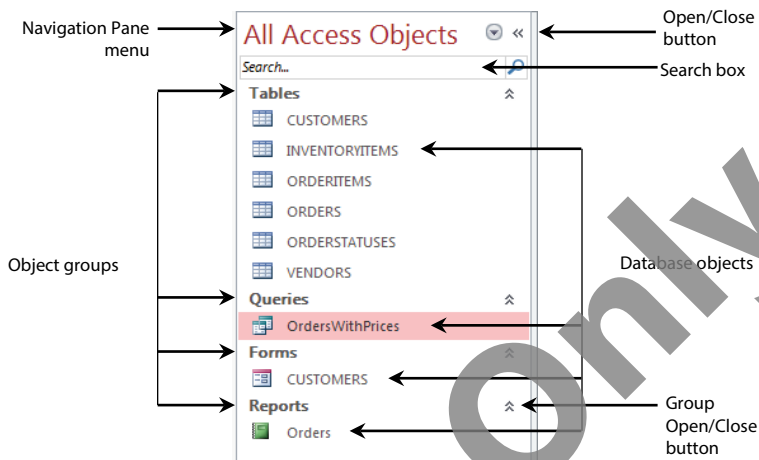 Navigation Pane
menu
All Access Objects
Open/Close
button
Search...
Search box
Tables
CUSTOMERS
INVENTORYITEMS
ORDERITEMS
ORDERS
ORDERSTATUSES
VENDORS
Object groups
Database objects
Queries
OrdersWithPrices
Forms
CUSTOMERS
Reports
Orders
Group
Open/Close
button
only